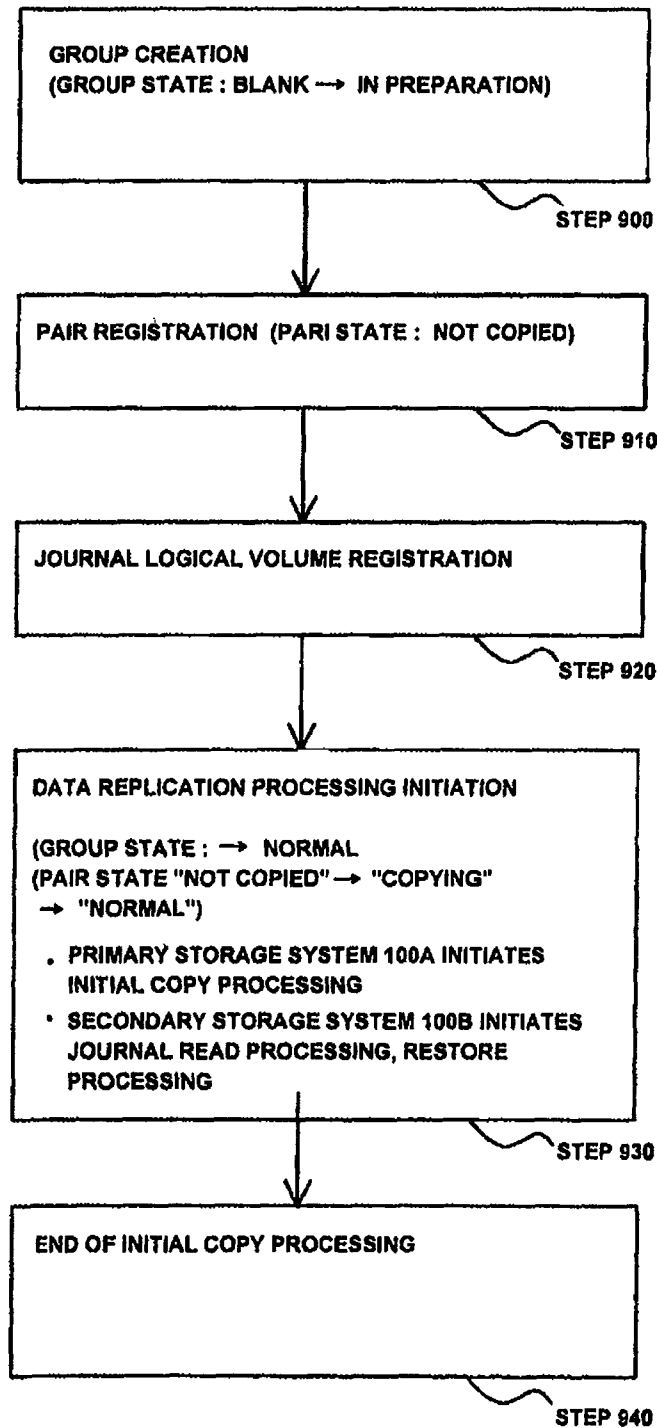 GROUP CREATION
(GROUP STATE : BLANK → IN PREPARATION)
STEP 900
PAIR REGISTRATION (PARI STATE : NOT COPIED)
STEP 910
JOURNAL LOGICAL VOLUME REGISTRATION
STEP 920
DATA REPLICATION PROCESSING INITIATION
(GROUP STATE : → NORMAL
(PAIR STATE "NOT COPIED" → "COPYING"
→ "NORMAL")
• PRIMARY STORAGE SYSTEM 100A INITIATES
INITIAL COPY PROCESSING
• SECONDARY STORAGE SYSTEM 100B INITIATES
JOURNAL READ PROCESSING, RESTORE
PROCESSING
STEP 930
END OF INITIAL COPY PROCESSING
STEP 940